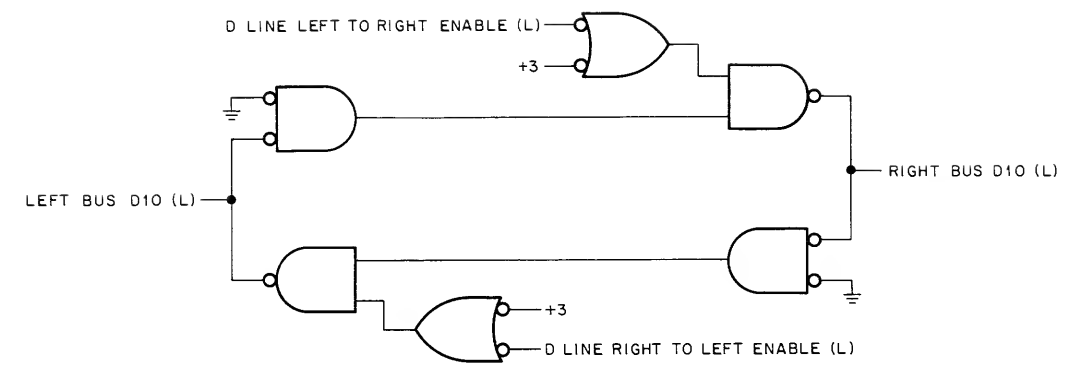 D LINE LEFT TO RIGHT ENABLE (L)
+3
RIGHT BUS D10 (L)
LEFT BUS D10 (L)
+3
D LINE RIGHT TO LEFT ENABLE (L)